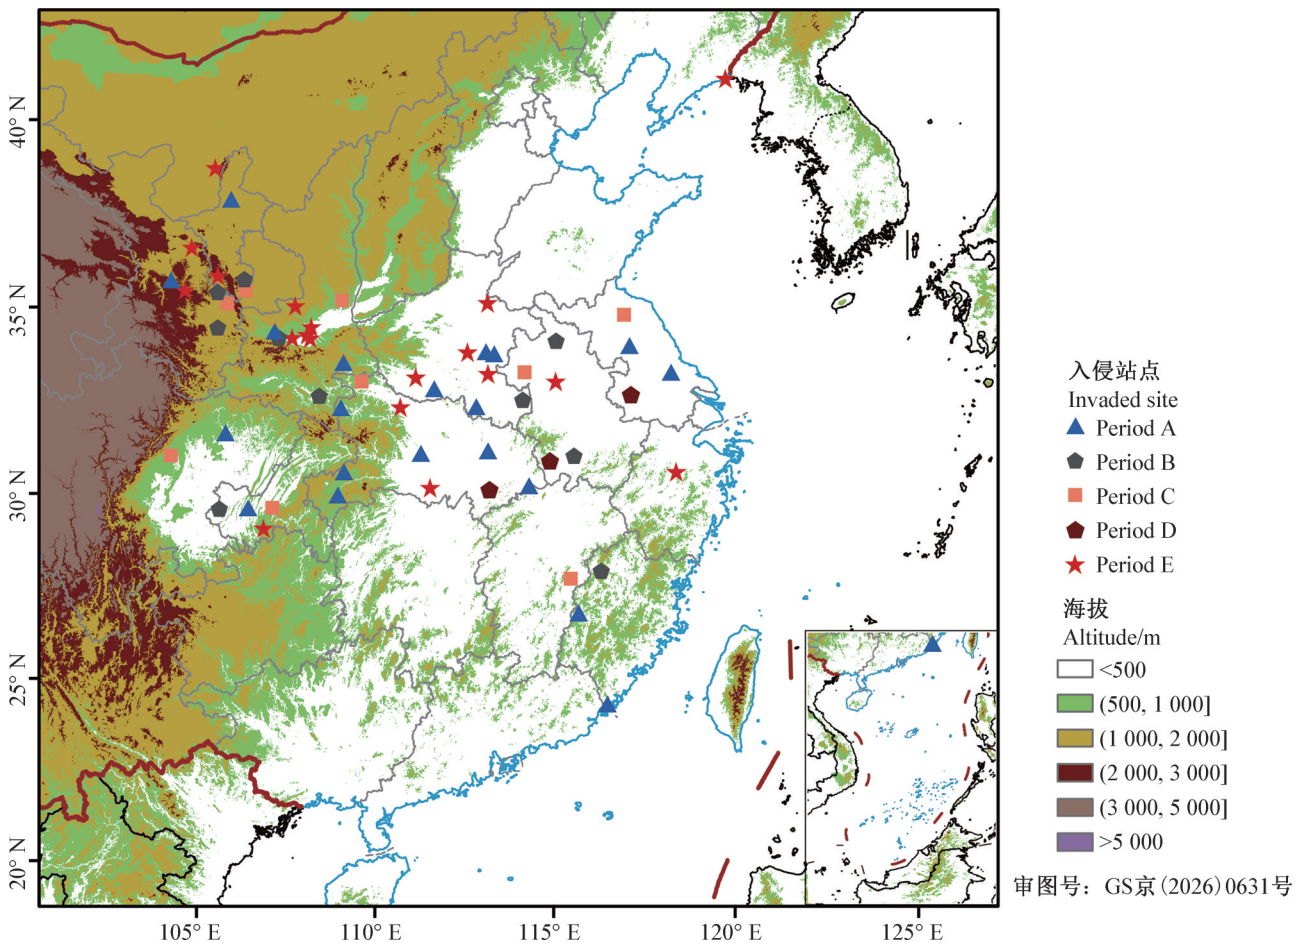 40° N
35° N
30° N
25° N
20° N
105° E
110° E
115° E
120° E
125° E
入侵站点
Invaded site
Period A
Period B
Period C
Period D
Period E
海拔
Altitude/m
<500
(500, 1 000]
(1 000, 2 000]
(2 000, 3 000]
(3 000, 5 000]
>5 000
审图号：GS京(2026)0631号